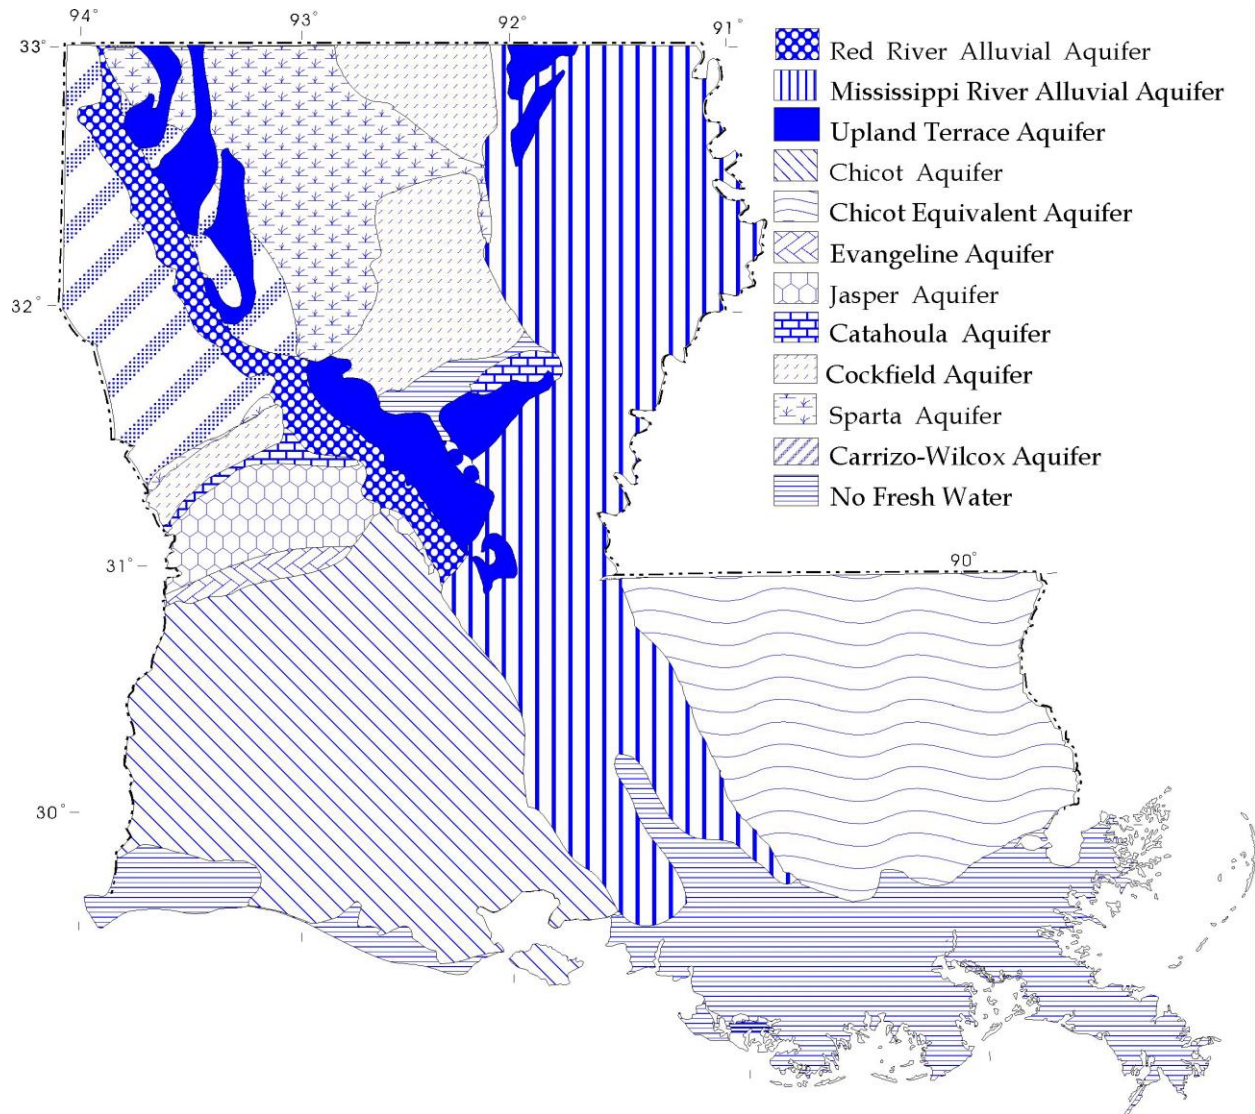 94°
93°
92°
91°
33°
32°
31°
30°
90°
Red River Alluvial Aquifer
Mississippi River Alluvial Aquifer
Upland Terrace Aquifer
Chicot Aquifer
Chicot Equivalent Aquifer
Evangeline Aquifer
Jasper Aquifer
Catahoula Aquifer
Cockfield Aquifer
Sparta Aquifer
Carrizo-Wilcox Aquifer
No Fresh Water